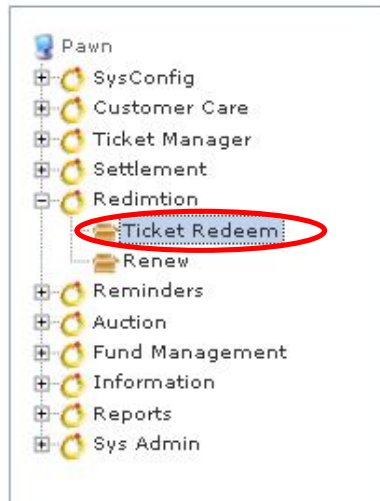 Pawn
SysConfig
Customer Care
Ticket Manager
Settlement
Redimtion
Ticket Redeem
Renew
Reminders
Auction
Fund Management
Information
Reports
Sys Admin